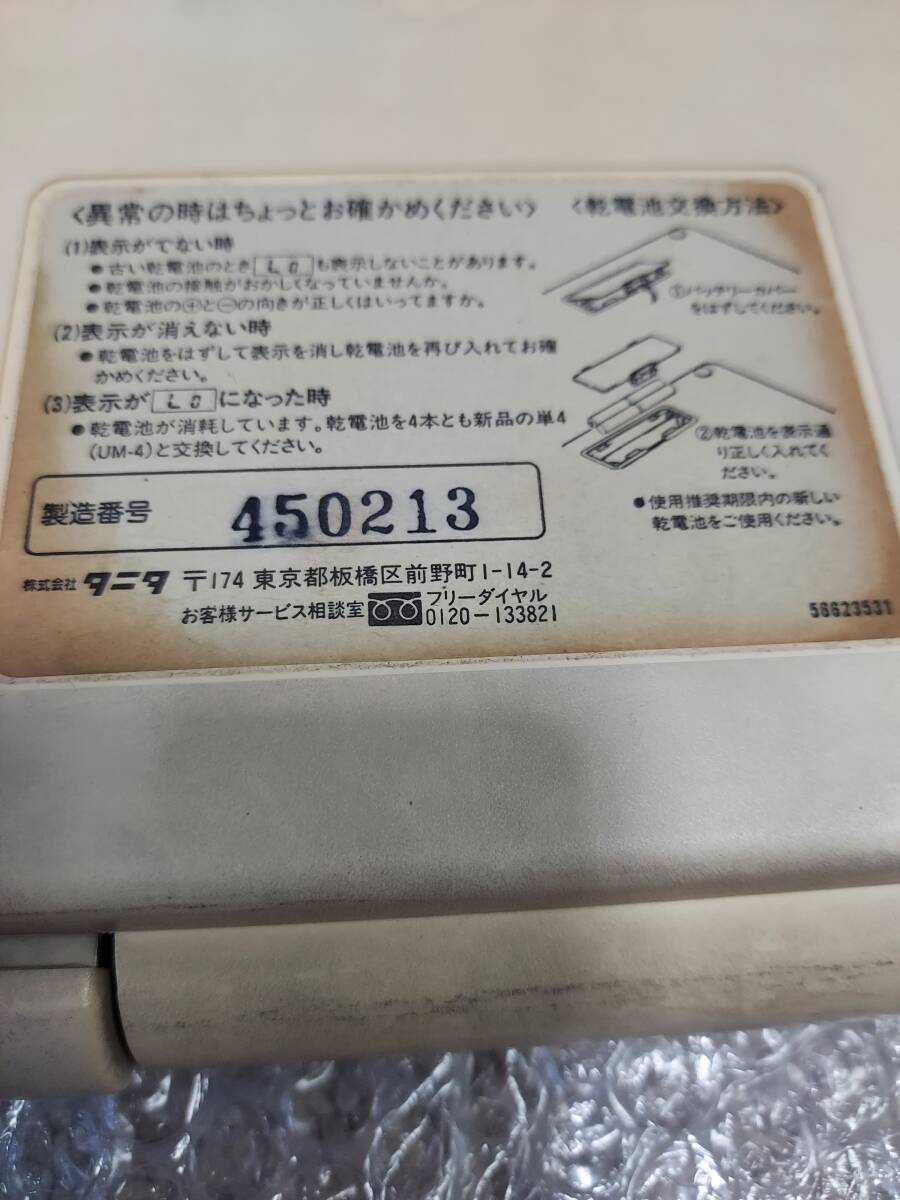 〈異常の時はちょっとお確かめください〉
(1)表示がでない時
●古い乾電池のとき Lo も表示しないことがあります。
●乾電池の接触がおかしくなっていませんか。
●乾電池の⊕と⊖の向きが正しくはいってますか。
(2)表示が消えない時
●乾電池をはずして表示を消し乾電池を再び入れてお確
かめください。
(3)表示が Lo になった時
●乾電池が消耗しています。乾電池を4本とも新品の単4
(UM-4)と交換してください。
製造番号 450213
株式会社 タニタ 〒174 東京都板橋区前野町1-14-2
お客様サービス相談室 フリーダイヤル
0120-133821
〈乾電池交換方法〉
①バッテリーカバー
をはずしてください。
②乾電池を表示通
り正しく入れてく
ださい。
●使用推奨期限内の新しい
乾電池をご使用ください。
58623531